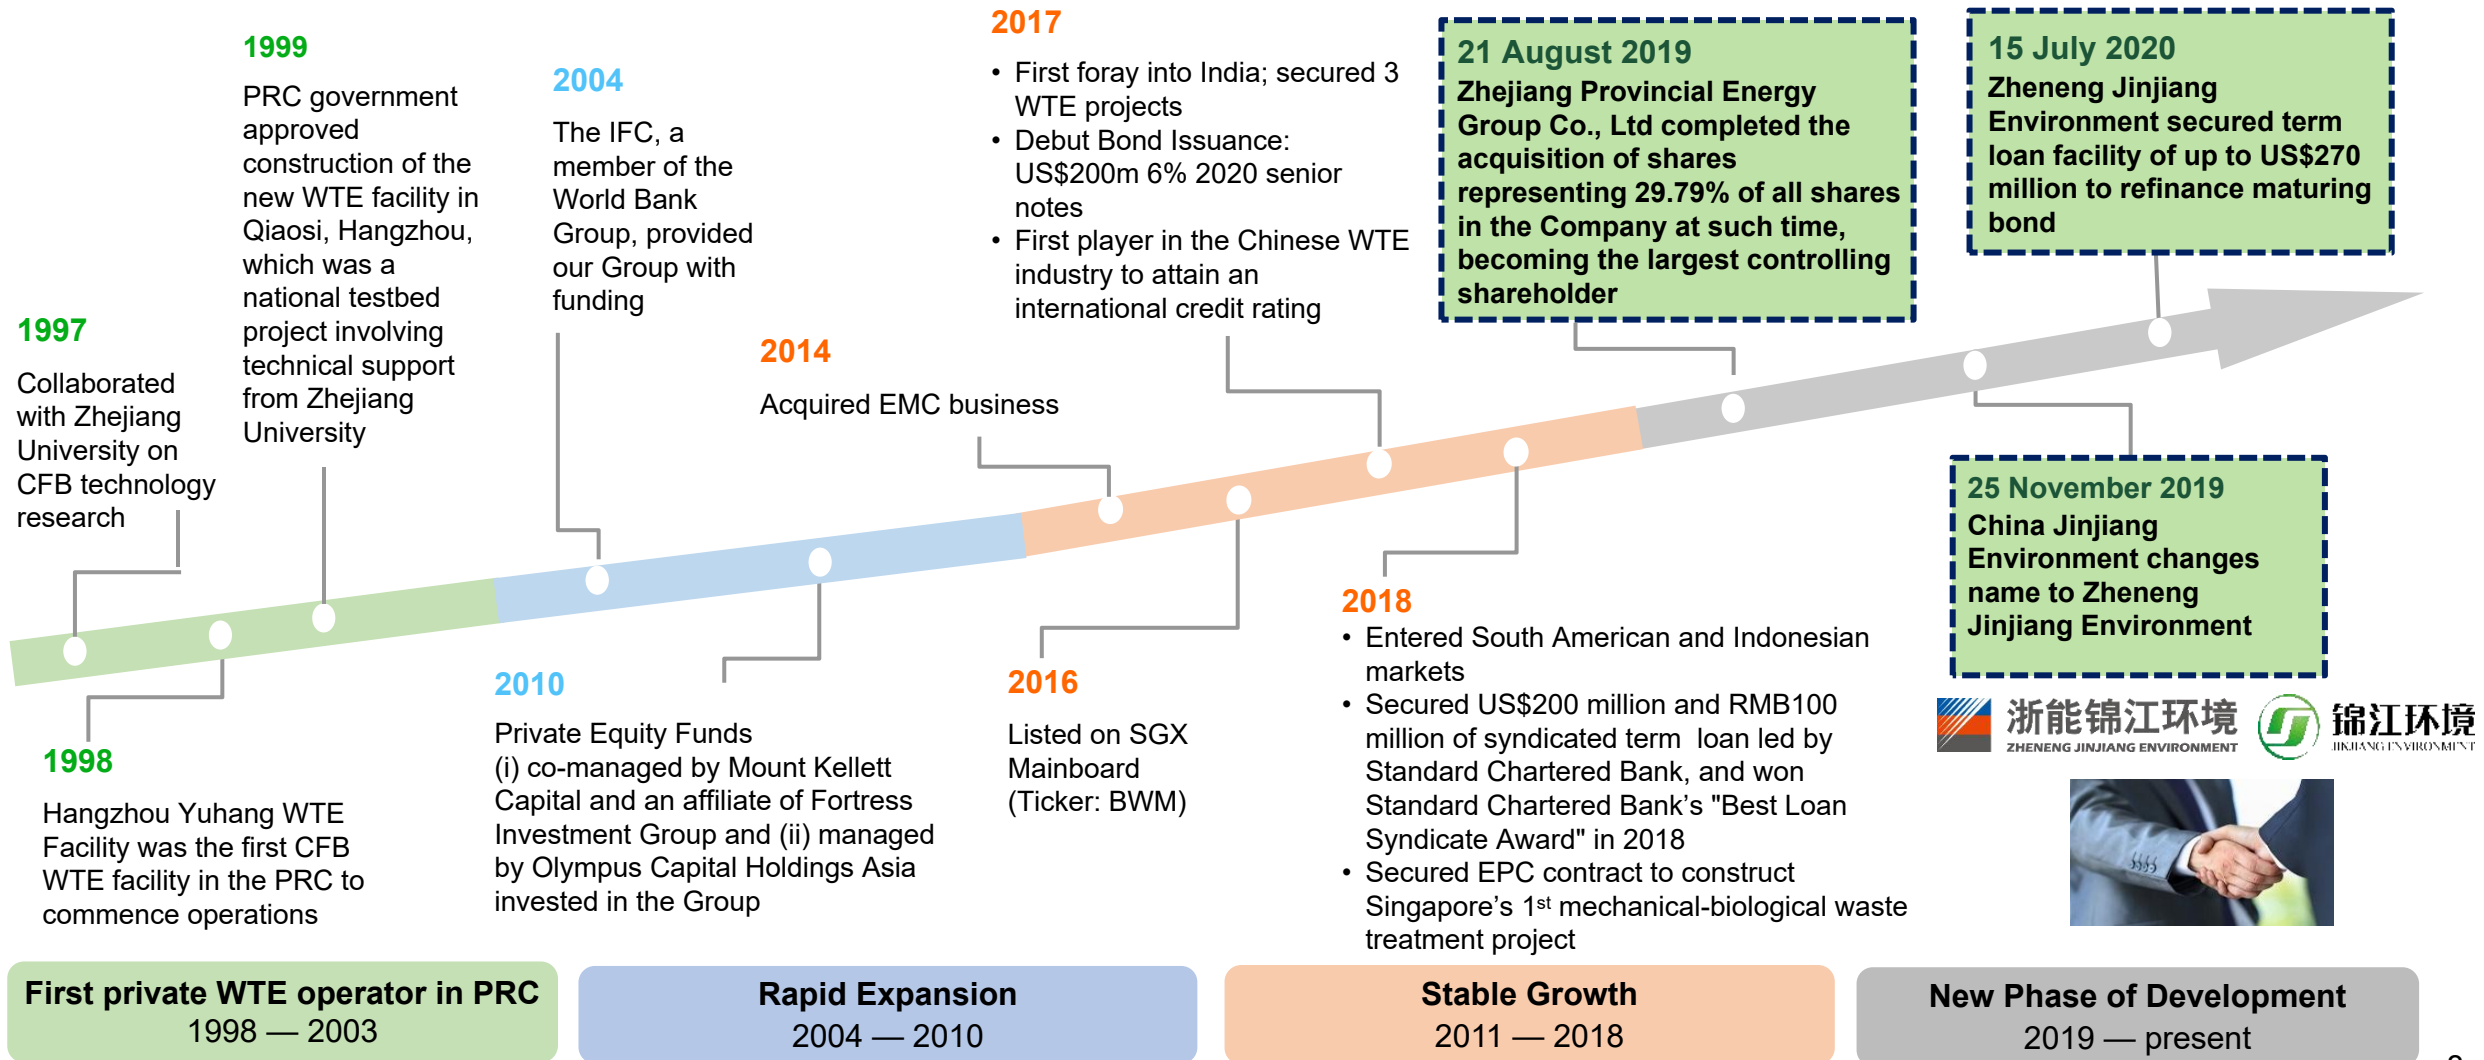 1997
Collaborated
with Zhejiang
University on
CFB technology
research
1998
Hangzhou Yuhang WTE
Facility was the first CFB
WTE facility in the PRC to
commence operations
1999
PRC government
approved
construction of the
new WTE facility in
Qiaosi, Hangzhou,
which was a
national testbed
project involving
technical support
from Zhejiang
University
2004
The IFC, a
member of the
World Bank
Group, provided
our Group with
funding
2010
Private Equity Funds
(i) co-managed by Mount Kellett
Capital and an affiliate of Fortress
Investment Group and (ii) managed
by Olympus Capital Holdings Asia
invested in the Group
2014
Acquired EMC business
2016
Listed on SGX
Mainboard
(Ticker: BWM)
2017
• First foray into India; secured 3
WTE projects
• Debut Bond Issuance:
US$200m 6% 2020 senior
notes
• First player in the Chinese WTE
industry to attain an
international credit rating
2018
• Entered South American and Indonesian
markets
• Secured US$200 million and RMB100
million of syndicated term loan led by
Standard Chartered Bank, and won
Standard Chartered Bank’s "Best Loan
Syndicate Award" in 2018
• Secured EPC contract to construct
Singapore’s 1st mechanical-biological waste
treatment project
21 August 2019
Zhejiang Provincial Energy
Group Co., Ltd completed the
acquisition of shares
representing 29.79% of all shares
in the Company at such time,
becoming the largest controlling
shareholder
25 November 2019
China Jinjiang
Environment changes
name to Zheneng
Jinjiang Environment
15 July 2020
Zheneng Jinjiang
Environment secured term
loan facility of up to US$270
million to refinance maturing
bond
浙能锦江环境
ZHENENG JINJIANG ENVIRONMENT
锦江环境
JINJIANG ENVIRONMENT
First private WTE operator in PRC
1998 — 2003
Rapid Expansion
2004 — 2010
Stable Growth
2011 — 2018
New Phase of Development
2019 — present